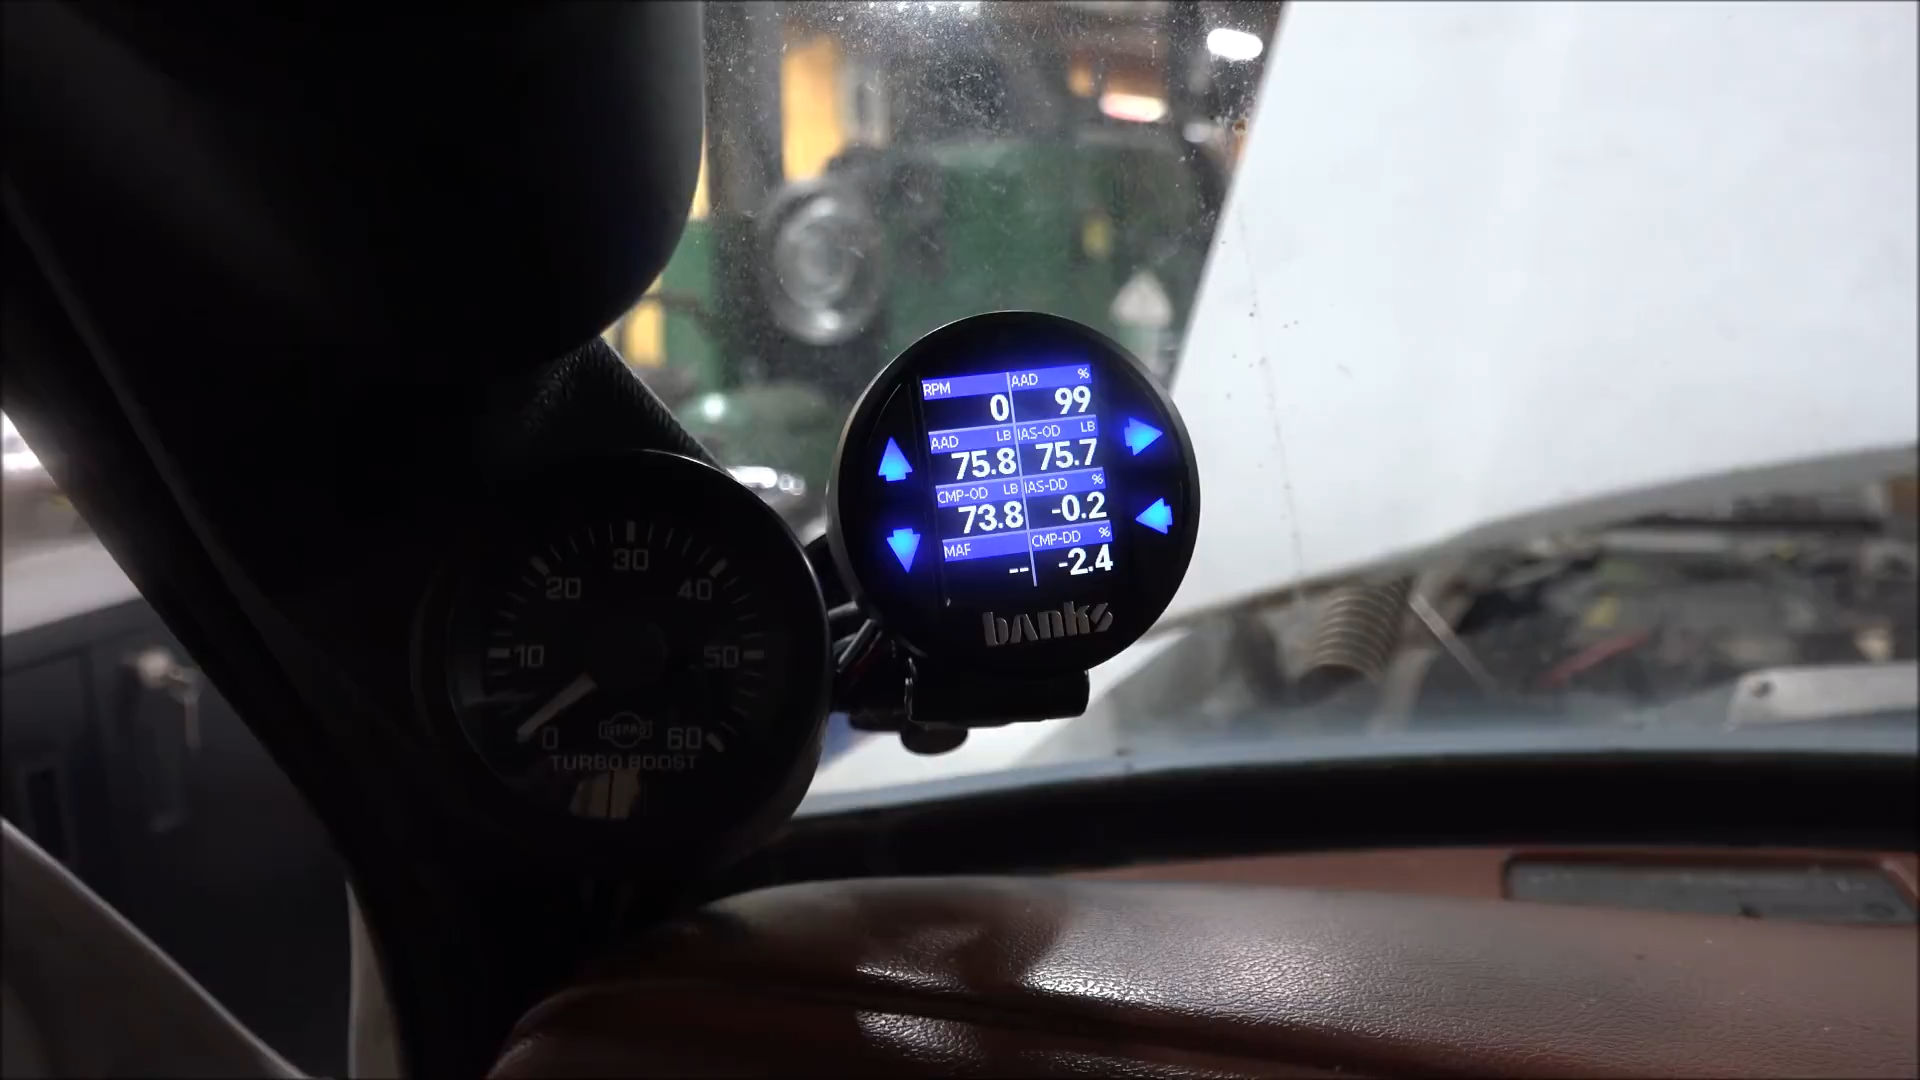 RPM AAD %
0 99
AAD LB IAS-OD LB
75.8 75.7
CMP-OD LB IAS-DD %
73.8 -0.2
MAF CMP-DD %
-- -2.4
banks
30
20 40
10 50
0 60
TURBO BOOST